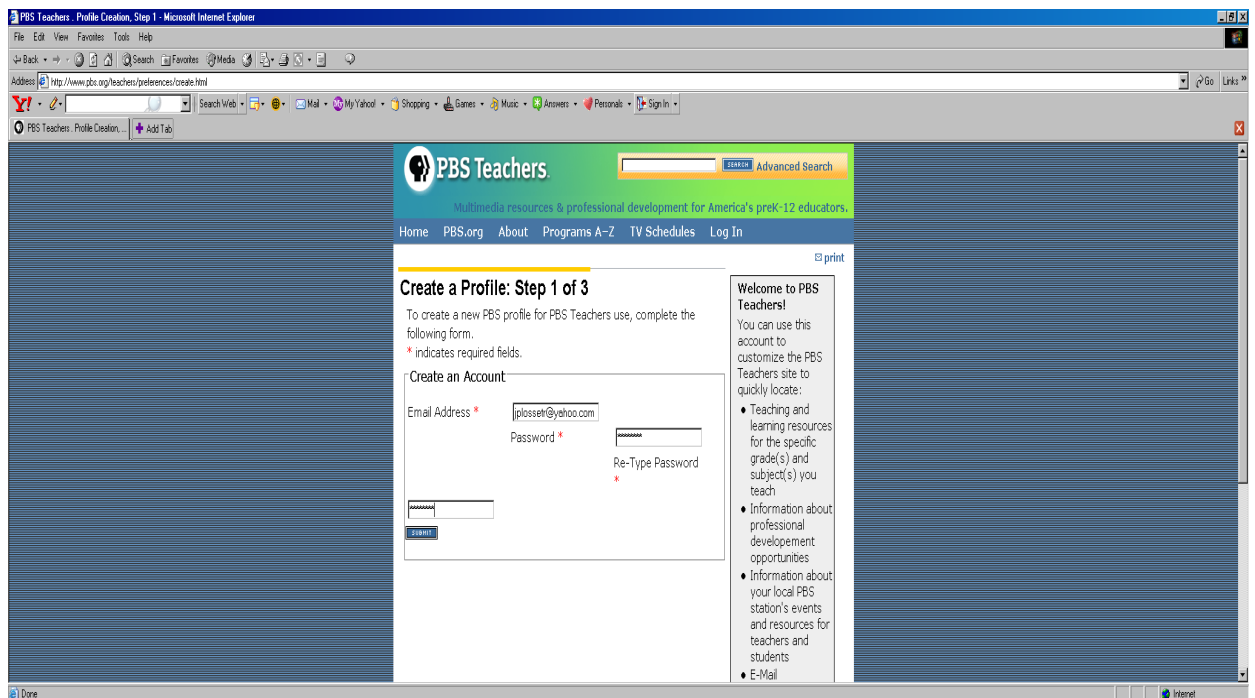 PBS Teachers . Profile Creation, Step 1 - Microsoft Internet Explorer
File Edit View Favorites Tools Help
Back Search Favorites Media
Address http://www.pbs.org/teachers/preferences/create.html Go Links »
Y! Search Web Mail My Yahoo! Shopping Games Music Answers Personals Sign In
PBS Teachers . Profile Creation, ... Add Tab
PBS Teachers. SEARCH Advanced Search
Multimedia resources & professional development for America's preK-12 educators.
Home PBS.org About Programs A-Z TV Schedules Log In
print
Create a Profile: Step 1 of 3
To create a new PBS profile for PBS Teachers use, complete the
following form.
* indicates required fields.
Create an Account
Email Address * jplossetr@yahoo.com
Password * ********
Re-Type Password
*
********
SUBMIT
Welcome to PBS
Teachers!
You can use this
account to
customize the PBS
Teachers site to
quickly locate:
• Teaching and
learning resources
for the specific
grade(s) and
subject(s) you
teach
• Information about
professional
developement
opportunities
• Information about
your local PBS
station's events
and resources for
teachers and
students
• E-Mail
Done Internet